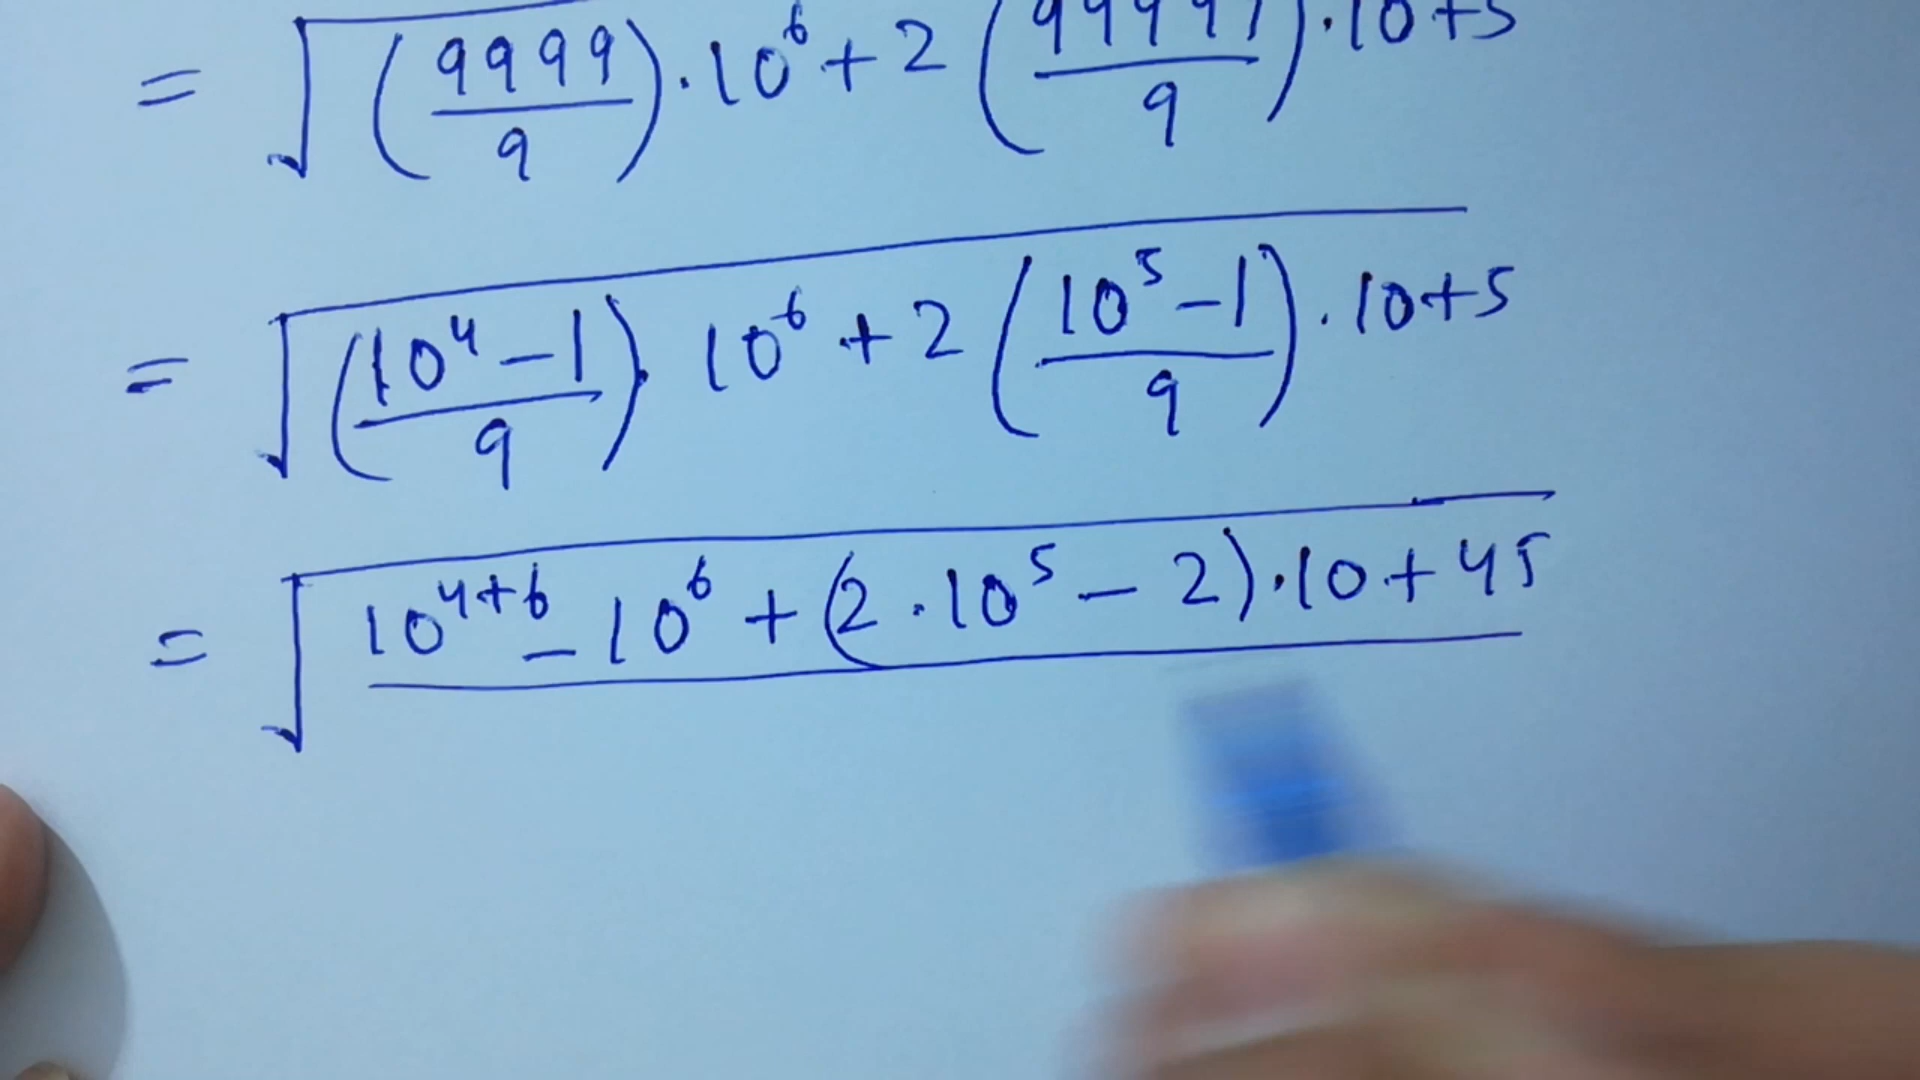 = √(9999/9)·10⁶+2(99999/9)·10+5
= √(10⁴-1/9)·10⁶+2(10⁵-1/9)·10+5
= √10⁴⁺⁶-10⁶+(2·10⁵-2)·10+45